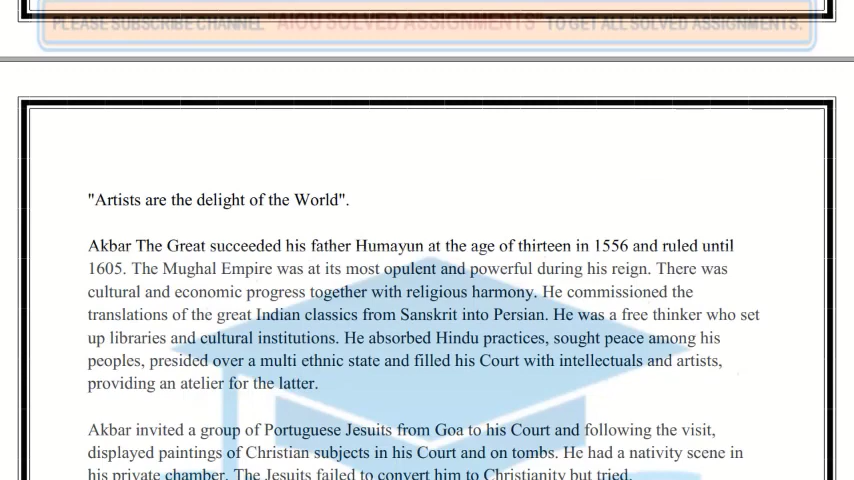 PLEASE SUBSCRIBE CHANNEL "AIOU SOLVED ASSIGNMENTS" TO GET ALL SOLVED ASSIGNMENTS.
"Artists are the delight of the World".
Akbar The Great succeeded his father Humayun at the age of thirteen in 1556 and ruled until
1605. The Mughal Empire was at its most opulent and powerful during his reign. There was
cultural and economic progress together with religious harmony. He commissioned the
translations of the great Indian classics from Sanskrit into Persian. He was a free thinker who set
up libraries and cultural institutions. He absorbed Hindu practices, sought peace among his
peoples, presided over a multi ethnic state and filled his Court with intellectuals and artists,
providing an atelier for the latter.
Akbar invited a group of Portuguese Jesuits from Goa to his Court and following the visit,
displayed paintings of Christian subjects in his Court and on tombs. He had a nativity scene in
his private chamber. The Jesuits failed to convert him to Christianity but tried.